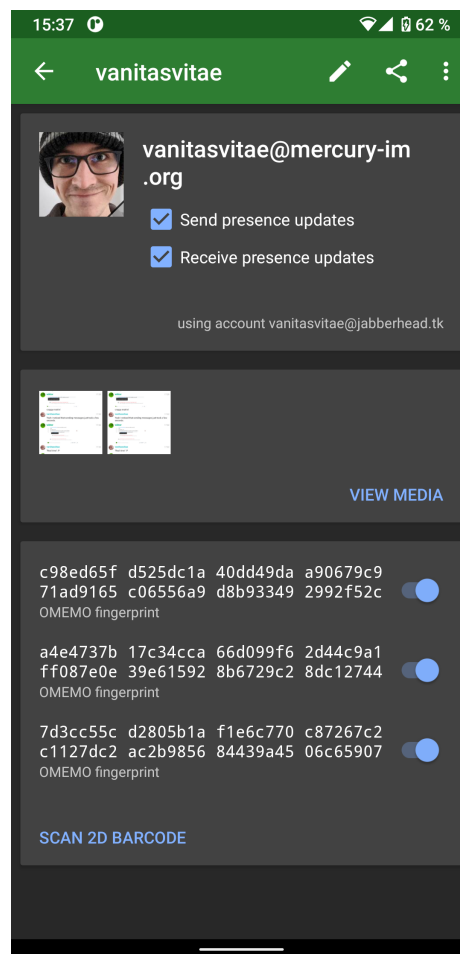 15:37 62 %
vanitasvitae
vanitasvitae@mercury-im
.org
Send presence updates
Receive presence updates
using account vanitasvitae@jabberhead.tk
VIEW MEDIA
c98ed65f d525dc1a 40dd49da a90679c9
71ad9165 c06556a9 d8b93349 2992f52c
OMEMO fingerprint
a4e4737b 17c34cca 66d099f6 2d44c9a1
ff087e0e 39e61592 8b6729c2 8dc12744
OMEMO fingerprint
7d3cc55c d2805b1a f1e6c770 c87267c2
c1127dc2 ac2b9856 84439a45 06c65907
OMEMO fingerprint
SCAN 2D BARCODE